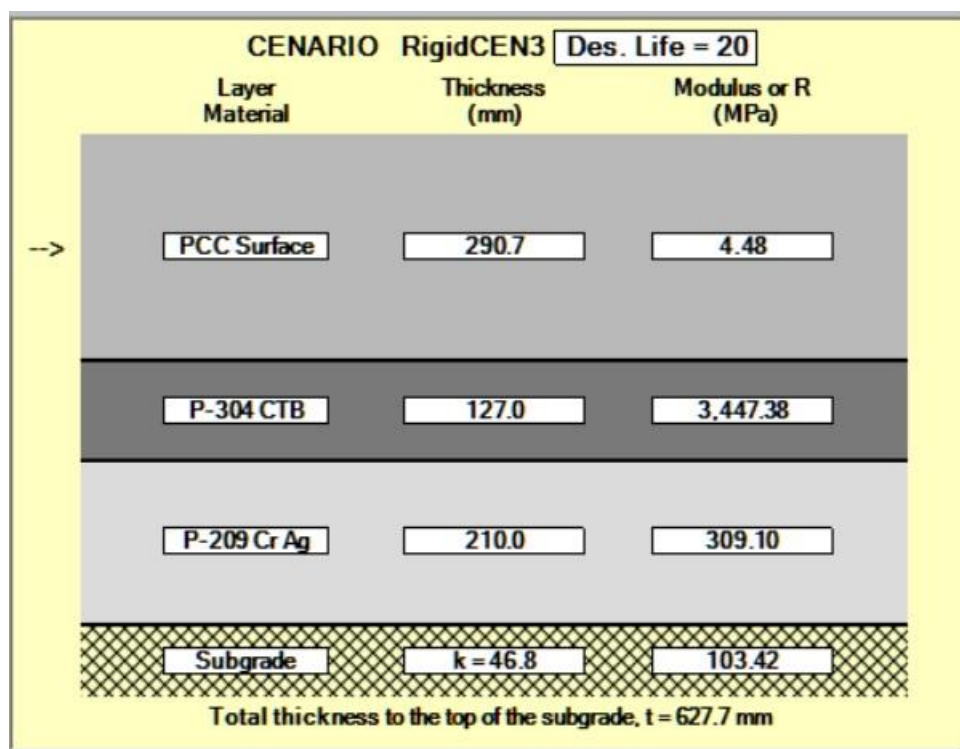 CENARIO RigidCEN3 Des. Life = 20
Layer Material Thickness (mm) Modulus or R (MPa)
--> PCC Surface 290.7 4.48
P-304 CTB 127.0 3,447.38
P-209 Cr Ag 210.0 309.10
Subgrade k = 46.8 103.42
Total thickness to the top of the subgrade, t = 627.7 mm